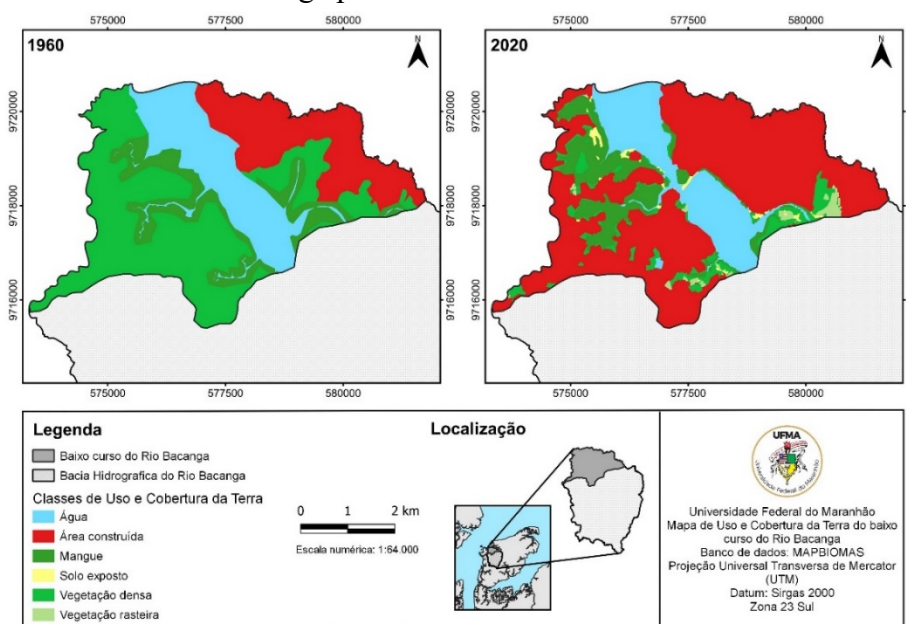 575000 577500 580000
1960
N
9720000
9718000
9716000
575000 577500 580000
575000 577500 580000
2020
N
9720000
9718000
9716000
575000 577500 580000
Legenda
Baixo curso do Rio Bacanga
Bacia Hidrografica do Rio Bacanga
Classes de Uso e Cobertura da Terra
Água
Área construída
Mangue
Solo exposto
Vegetação densa
Vegetação rasteira
0 1 2 km
Escala numérica: 1:64.000
Localização
UFMA
Universidade Federal do Maranhão
Universidade Federal do Maranhão
Mapa de Uso e Cobertura da Terra do baixo
curso do Rio Bacanga
Banco de dados: MAPBIOMAS
Projeção Universal Transversa de Mercator
(UTM)
Datum: Sirgas 2000
Zona 23 Sul